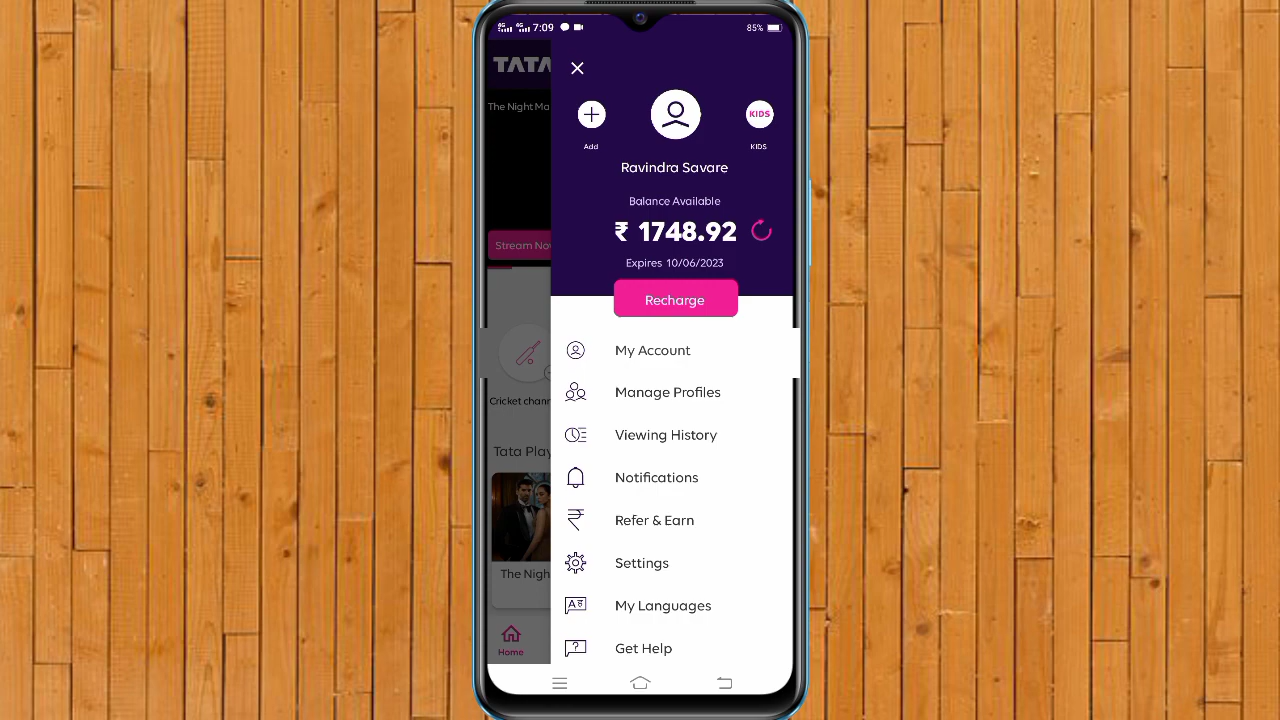 4G 4G 7:09
85%
TATA
The Night Ma
Add
KIDS
KIDS
Ravindra Savare
Balance Available
₹ 1748.92
Stream Nov
Expires 10/06/2023
Recharge
My Account
Manage Profiles
Cricket chann
Viewing History
Tata Play
Notifications
Refer & Earn
Settings
The Nigh
My Languages
Home
Get Help